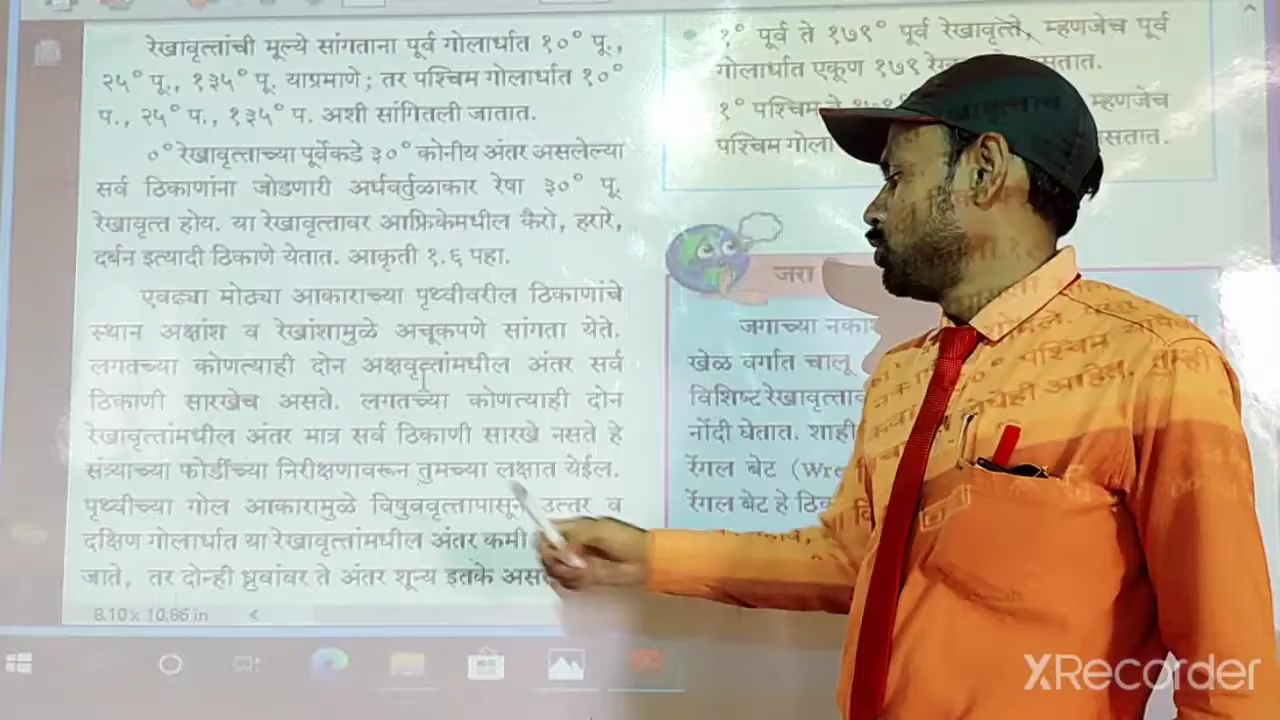 रेखावृत्तांची मूल्ये सांगताना पूर्व गोलार्धात १०° पू.,
२५° पू., १३५° पू. याप्रमाणे; तर पश्चिम गोलार्धात १०°
प., २५° प., १३५° प. अशी सांगितली जातात.
०° रेखावृत्ताच्या पूर्वेकडे ३०° कोनीय अंतर असलेल्या
सर्व ठिकाणांना जोडणारी अर्धवर्तुळाकार रेषा ३०° पू.
रेखावृत्त होय. या रेखावृत्तावर आफ्रिकेमधील कैरो, हरारे,
दर्बन इत्यादी ठिकाणे येतात. आकृती १.६ पहा.
एवढ्या मोठ्या आकाराच्या पृथ्वीवरील ठिकाणांचे
स्थान अक्षांश व रेखांशामुळे अचूकपणे सांगता येते.
लगतच्या कोणत्याही दोन अक्षवृत्तांमधील अंतर सर्व
ठिकाणी सारखेच असते. लगतच्या कोणत्याही दोन
रेखावृत्तांमधील अंतर मात्र सर्व ठिकाणी सारखे नसते हे
संत्र्याच्या फोडींच्या निरीक्षणावरून तुमच्या लक्षात येईल.
पृथ्वीच्या गोल आकारामुळे विषुववृत्तापासून उत्तर व
दक्षिण गोलार्धात या रेखावृत्तांमधील अंतर कमी
जाते, तर दोन्ही ध्रुवांवर ते अंतर शून्य इतके
8.10 x 10.86 in
१° पूर्व ते १७९° पूर्व रेखावृत्ते, म्हणजेच पूर्व
गोलार्धात एकूण १७९
१° पश्चिम ते म्हणजेच
पश्चिम असतात.
जरा
जगाच्या
खेळ वर्गात चालू
विशिष्ट
नोंदी घेतात.
रँगल बेट
रँगल बेट हे
पश्चिम
आहेत. तुम्ही
XRecorder